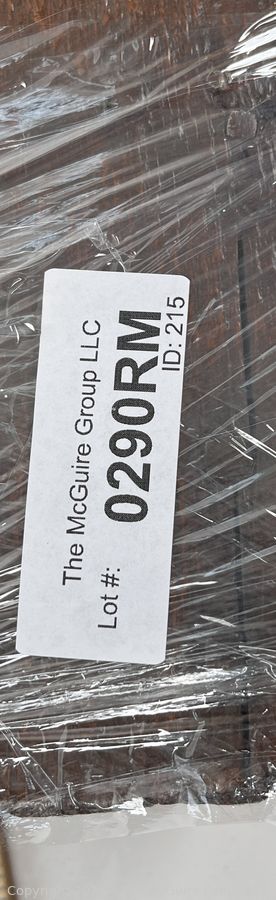 The McGuire Group LLC
Lot #: 0290RM
ID: 215